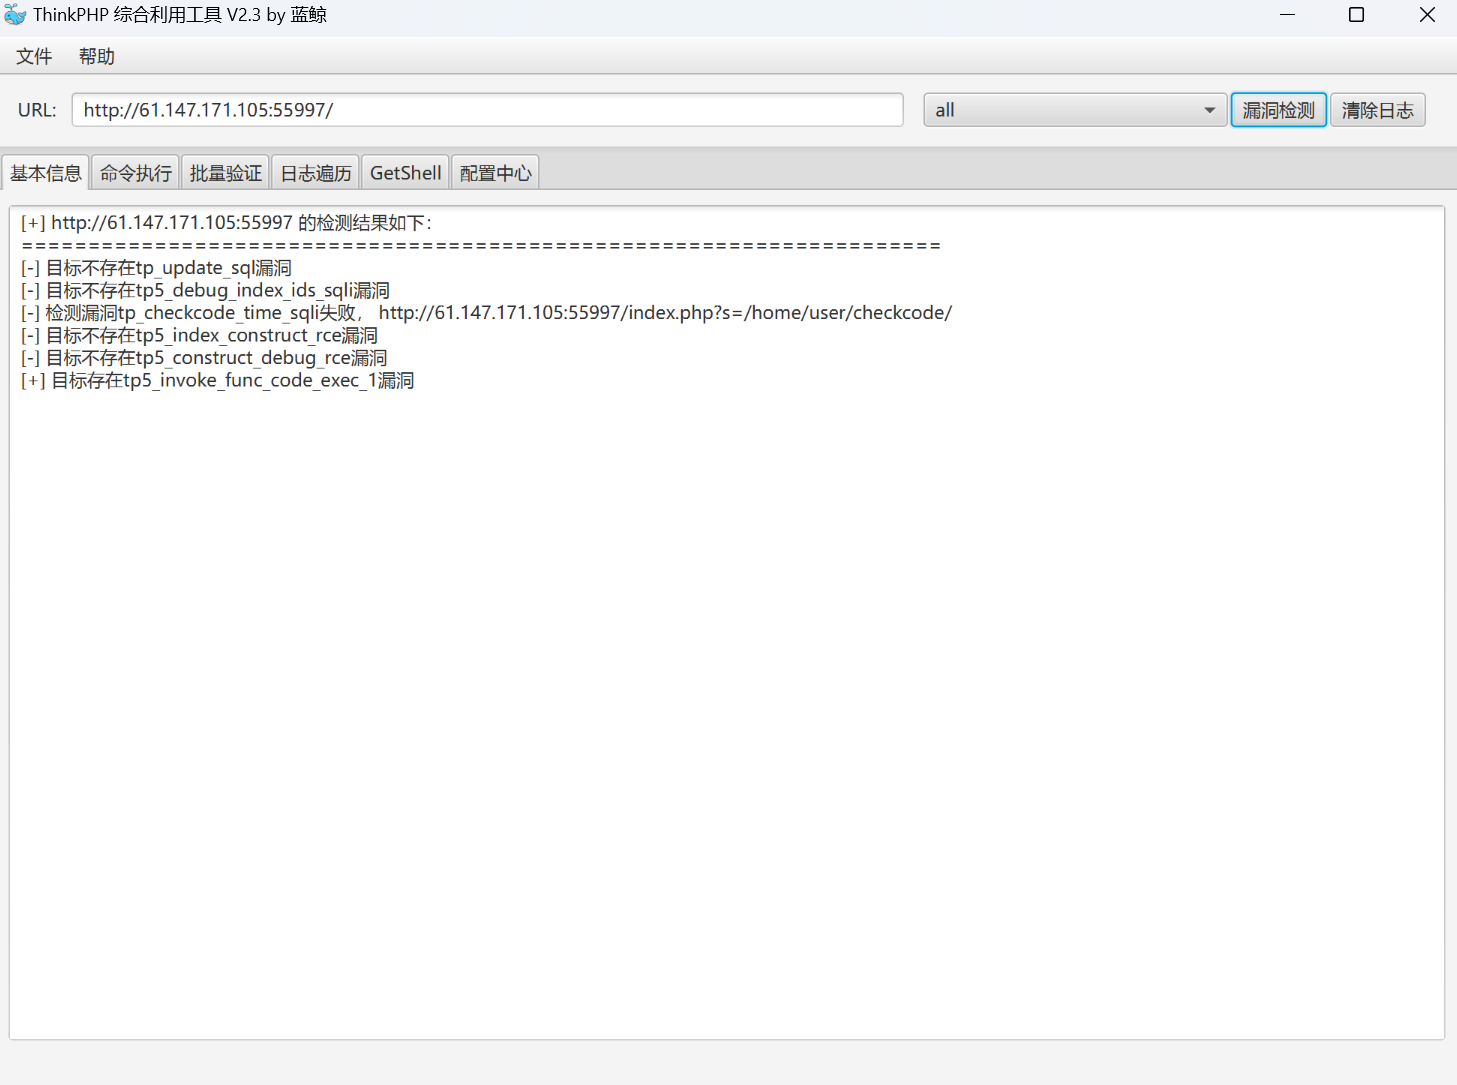 ThinkPHP 综合利用工具 V2.3 by 蓝鲸
文件 帮助
URL: http://61.147.171.105:55997/ all 漏洞检测 清除日志
基本信息 命令执行 批量验证 日志遍历 GetShell 配置中心
[+] http://61.147.171.105:55997 的检测结果如下：
======================================================================
[-] 目标不存在tp_update_sql漏洞
[-] 目标不存在tp5_debug_index_ids_sqli漏洞
[-] 检测漏洞tp_checkcode_time_sqli失败， http://61.147.171.105:55997/index.php?s=/home/user/checkcode/
[-] 目标不存在tp5_index_construct_rce漏洞
[-] 目标不存在tp5_construct_debug_rce漏洞
[+] 目标存在tp5_invoke_func_code_exec_1漏洞